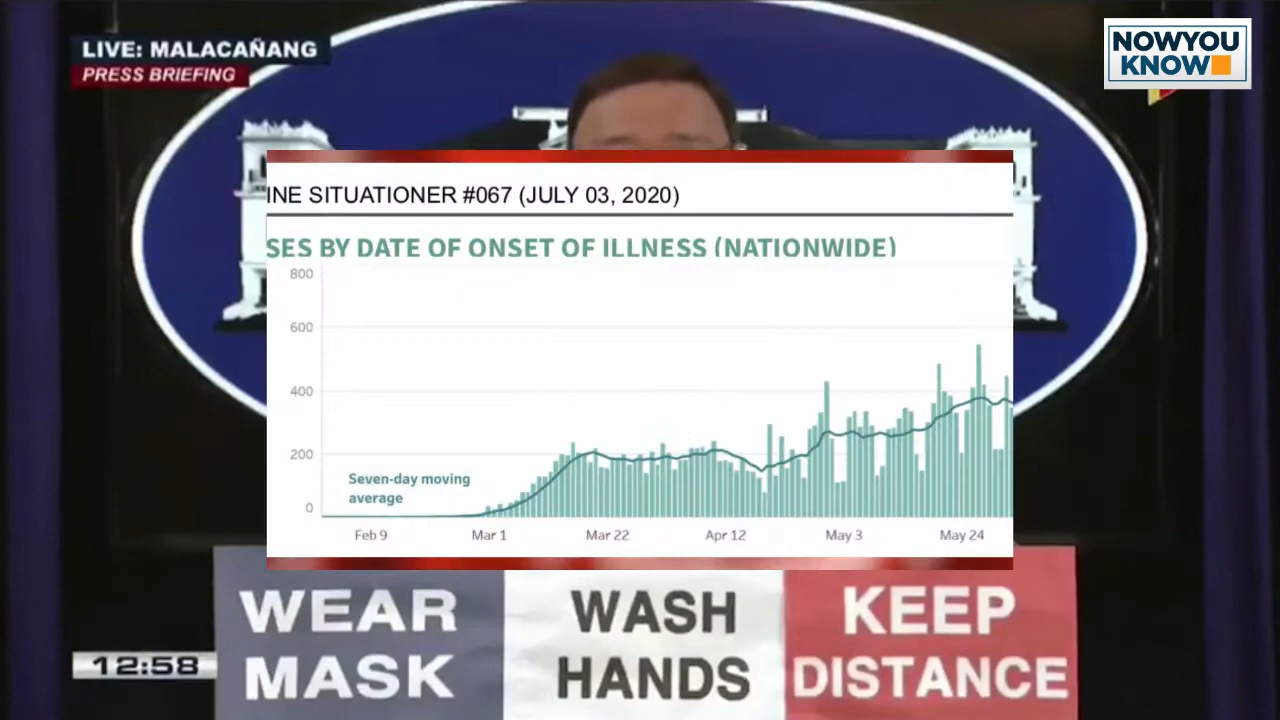 LIVE: MALACAÑANG
PRESS BRIEFING
NOWYOU
KNOW
INE SITUATIONER #067 (JULY 03, 2020)
SES BY DATE OF ONSET OF ILLNESS (NATIONWIDE)
800
600
400
200
0
Seven-day moving
average
Feb 9 Mar 1 Mar 22 Apr 12 May 3 May 24
WEAR
MASK
WASH
HANDS
KEEP
DISTANCE
12:58